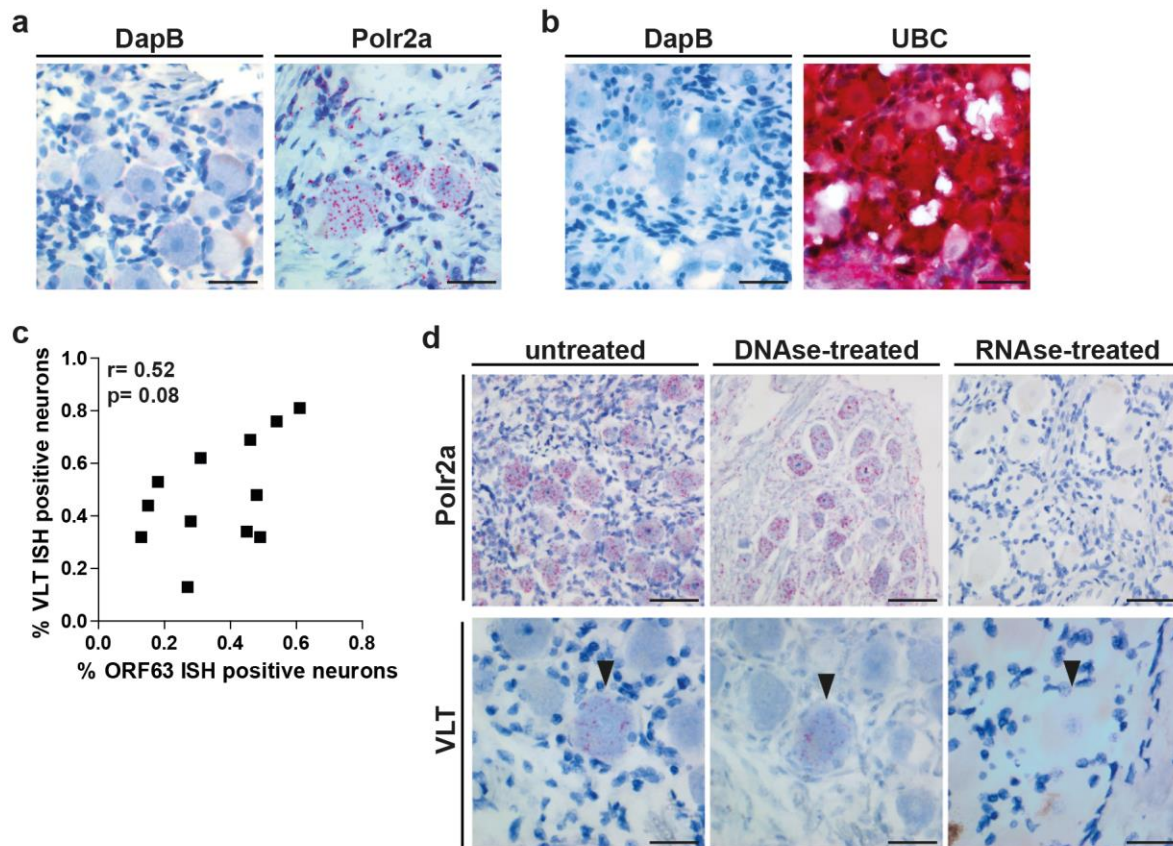 a
DapB
Polr2a
b
DapB
UBC
c
1.0
0.8
0.6
0.4
0.2
0.0
0.0
0.2
0.4
0.6
0.8
r= 0.52
p= 0.08
% VLT ISH positive neurons
% ORF63 ISH positive neurons
d
untreated
DNAse-treated
RNAse-treated
Polr2a
VLT